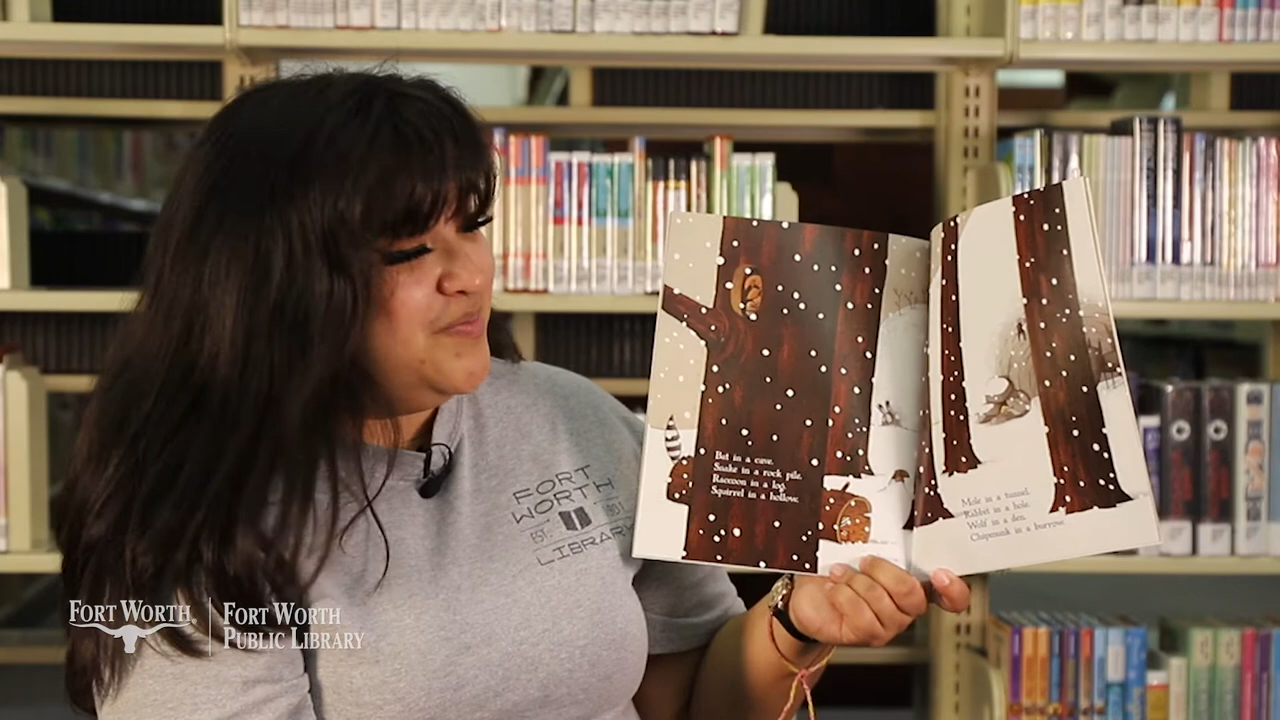 Bat in a cave.
Snake in a rock pile.
Raccoon in a log.
Squirrel in a hollow.
Mole in a tunnel.
Rabbit in a hole.
Wolf in a den.
Chipmunk in a burrow.
FORT
WORTH
EST.
LIBRARY
FORT WORTH®
FORT WORTH
PUBLIC LIBRARY